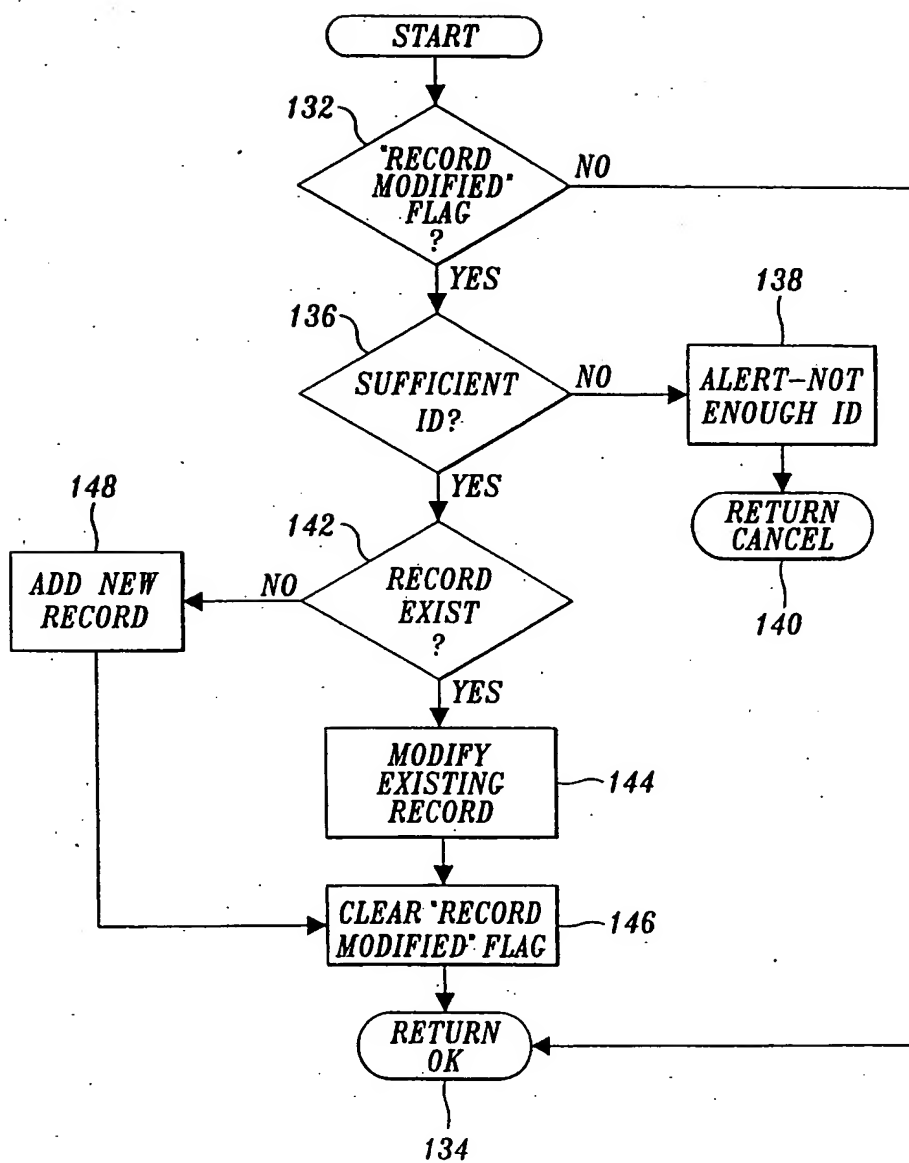 START
132
"RECORD
MODIFIED"
FLAG
?
NO
YES
136
SUFFICIENT
ID?
NO
138
ALERT-NOT
ENOUGH ID
YES
RETURN
CANCEL
140
148
ADD NEW
RECORD
142
NO
RECORD
EXIST
?
YES
MODIFY
EXISTING
RECORD
144
CLEAR "RECORD
MODIFIED" FLAG
146
RETURN
OK
134